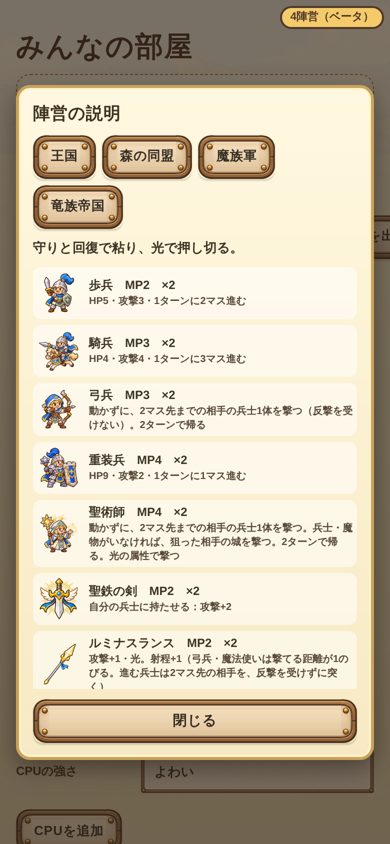 4陣営（ベータ）
みんなの部屋
陣営の説明
王国
森の同盟
魔族軍
竜族帝国
守りと回復で粘り、光で押し切る。
歩兵　MP2　×2
HP5・攻撃3・1ターンに2マス進む
騎兵　MP3　×2
HP4・攻撃4・1ターンに3マス進む
弓兵　MP3　×2
動かずに、2マス先までの相手の兵士1体を撃つ（反撃を受
けない）。2ターンで帰る
重装兵　MP4　×2
HP9・攻撃2・1ターンに1マス進む
聖術師　MP4　×2
動かずに、2マス先までの相手の兵士1体を撃つ。兵士・魔
物がいなければ、狙った相手の城を撃つ。2ターンで帰
る。光の属性で撃つ
聖鉄の剣　MP2　×2
自分の兵士に持たせる：攻撃+2
ルミナスランス　MP2　×2
攻撃+1・光。射程+1（弓兵・魔法使いは撃てる距離が1の
びる。進む兵士は2マス先の相手を、反撃を受けずに突
く）
閉じる
CPUの強さ
よわい
CPUを追加